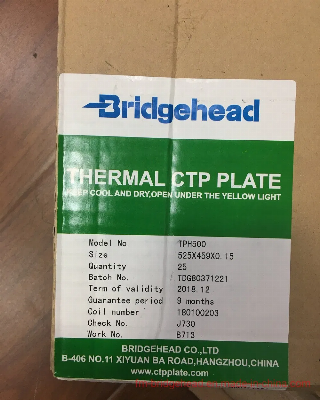 Bridgehead
THERMAL CTP PLATE
KEEP COOL AND DRY,OPEN UNDER THE YELLOW LIGHT
Model No TPH500
Size 525X459X0.15
Quantity 25
Batch No. TDG80371221
Term of validity 2018.12
Guarantee period 9 months
Coil number 180100203
Check No. J730
Work No. B713
BRIDGEHEAD CO.,LTD
B-406 NO.11 XIYUAN BA ROAD,HANGZHOU,CHINA
www.ctpplate.com